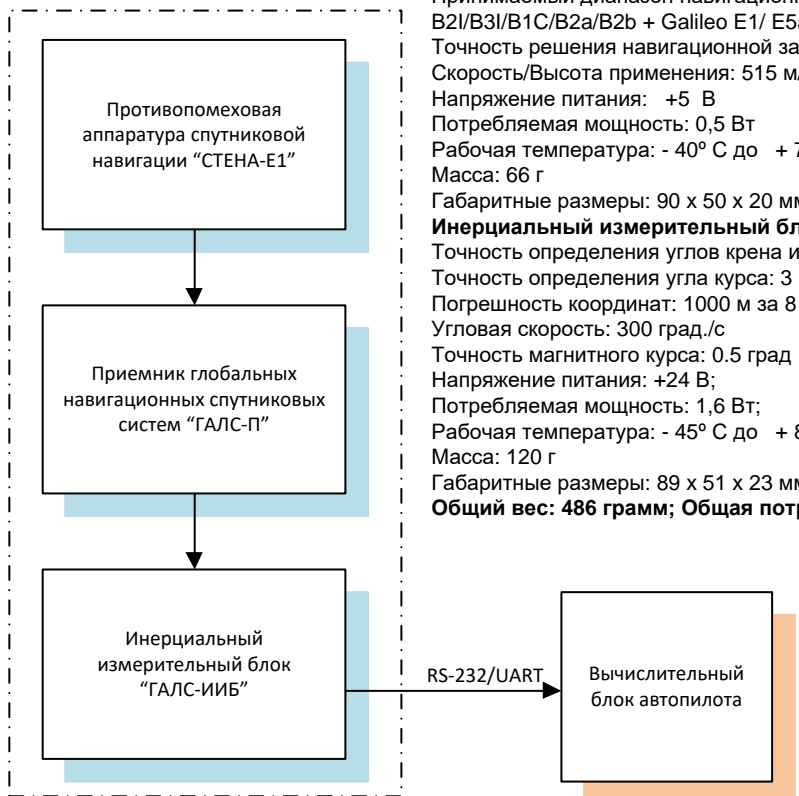 Противопомеховая
аппаратура спутниковой
навигации “СТЕНА-Е1”
Приемник глобальных
навигационных спутниковых
систем “ГАЛС-П”
Инерциальный
измерительный блок
“ГАЛС-ИИБ”
RS-232/UART
Вычислительный
блок автопилота
B2I/B3I/B1C/B2a/B2b + Galileo E1/ E5a
Точность решения навигационной за
Скорость/Высота применения: 515 м/
Напряжение питания: +5 В
Потребляемая мощность: 0,5 Вт
Рабочая температура: - 40º С до + 7
Масса: 66 г
Габаритные размеры: 90 х 50 х 20 мм
Инерциальный измерительный бл
Точность определения углов крена и
Точность определения угла курса: 3
Погрешность координат: 1000 м за 8
Угловая скорость: 300 град./с
Точность магнитного курса: 0.5 град
Напряжение питания: +24 В;
Потребляемая мощность: 1,6 Вт;
Рабочая температура: - 45º С до + 8
Масса: 120 г
Габаритные размеры: 89 х 51 х 23 мм
Общий вес: 486 грамм; Общая потр